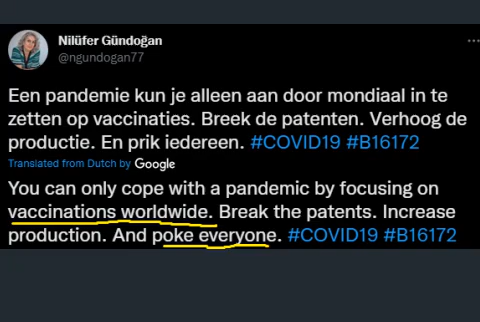 Nilüfer Gündoğan
@ngundogan77
Een pandemie kun je alleen aan door mondiaal in te
zetten op vaccinaties. Breek de patenten. Verhoog de
productie. En prik iedereen. #COVID19 #B16172
Translated from Dutch by Google
You can only cope with a pandemic by focusing on
vaccinations worldwide. Break the patents. Increase
production. And poke everyone. #COVID19 #B16172